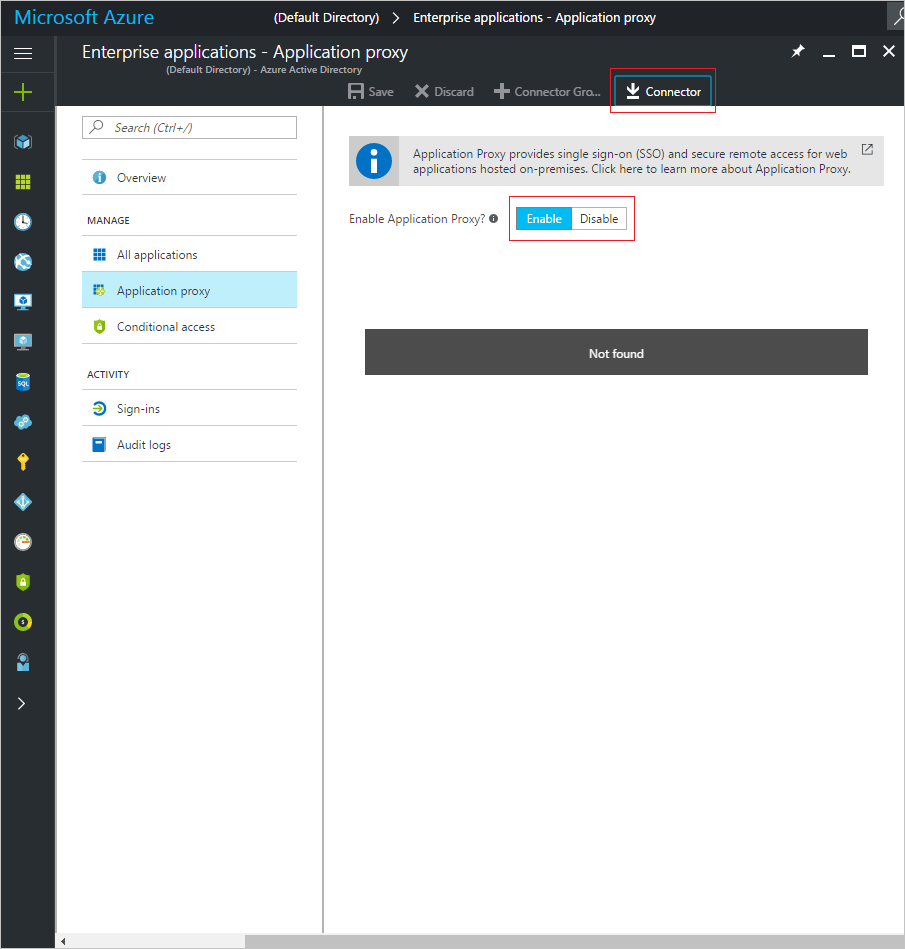 Microsoft Azure
(Default Directory) > Enterprise applications - Application proxy
Enterprise applications - Application proxy
(Default Directory) - Azure Active Directory
Save Discard Connector Gro... Connector
Search (Ctrl+/)
Overview
MANAGE
All applications
Application proxy
Conditional access
ACTIVITY
Sign-ins
Audit logs
Application Proxy provides single sign-on (SSO) and secure remote access for web
applications hosted on-premises. Click here to learn more about Application Proxy.
Enable Application Proxy? Enable Disable
Not found
SQL